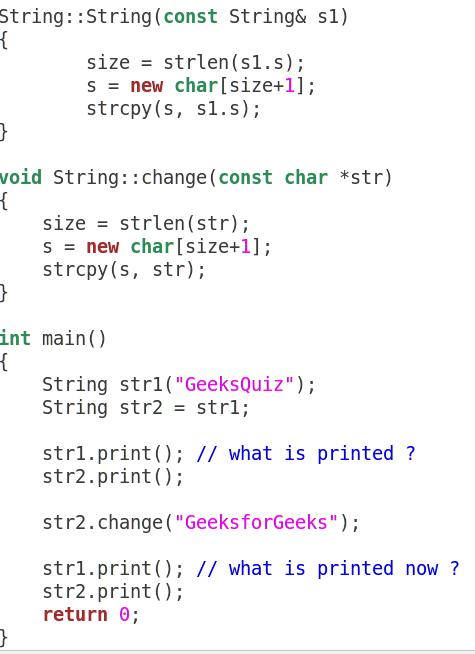 String::String(const String& s1)
{
        size = strlen(s1.s);
        s = new char[size+1];
        strcpy(s, s1.s);
}

void String::change(const char *str)
{
    size = strlen(str);
    s = new char[size+1];
    strcpy(s, str);
}

int main()
{
    String str1("GeeksQuiz");
    String str2 = str1;

    str1.print(); // what is printed ?
    str2.print();

    str2.change("GeeksforGeeks");

    str1.print(); // what is printed now ?
    str2.print();
    return 0;
}